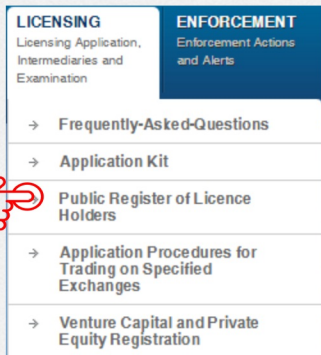 LICENSING
Licensing Application,
Intermediaries and
Examination
ENFORCEMENT
Enforcement Actions
and Alerts
Frequently-Asked-Questions
Application Kit
Public Register of Licence
Holders
Application Procedures for
Trading on Specified
Exchanges
Venture Capital and Private
Equity Registration